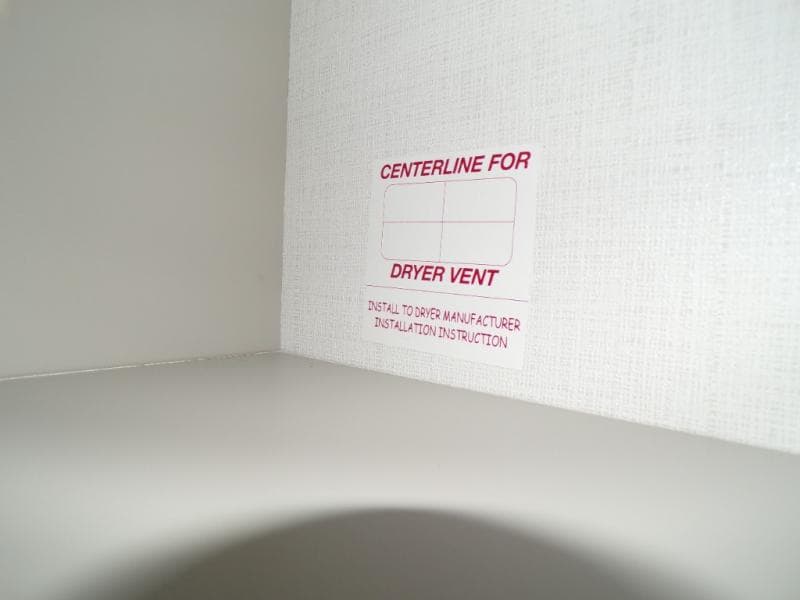 CENTERLINE FOR
DRYER VENT
INSTALL TO DRYER MANUFACTURER
INSTALLATION INSTRUCTION